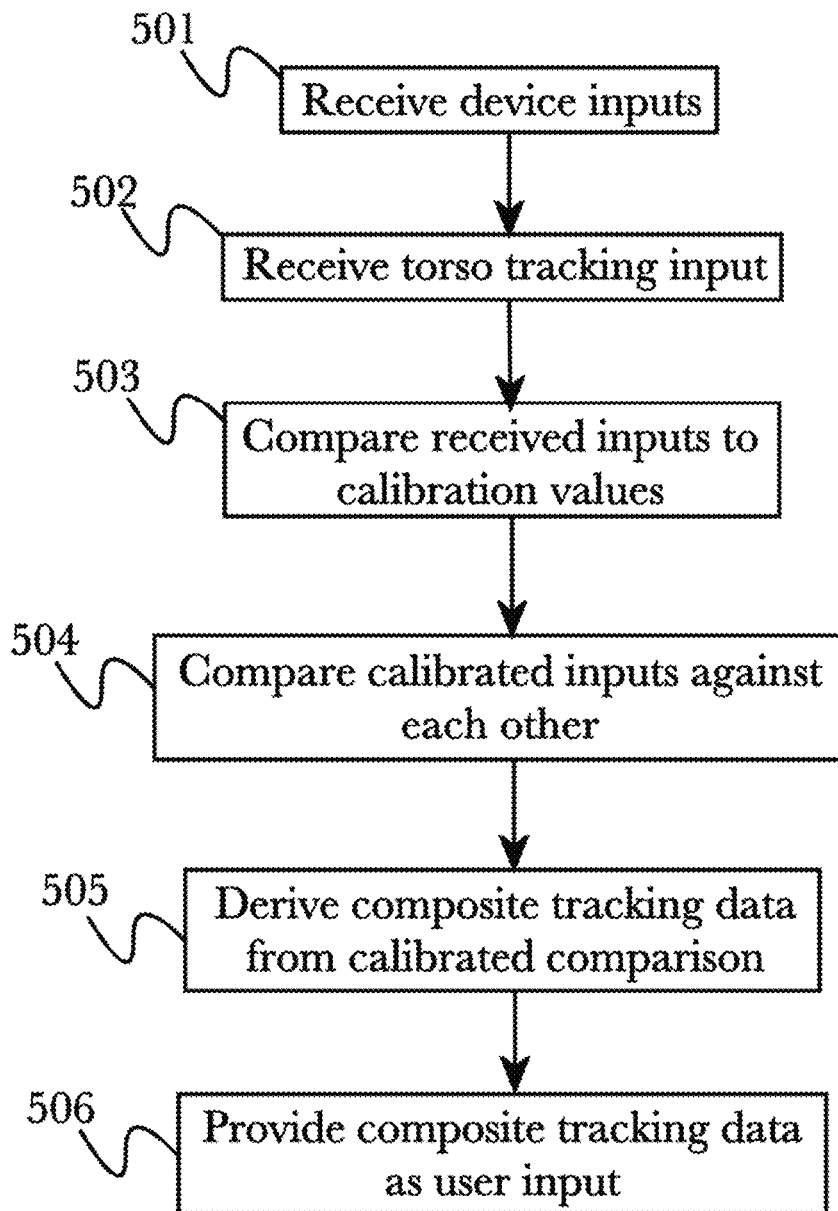 501
Receive device inputs
502
Receive torso tracking input
503
Compare received inputs to
calibration values
504
Compare calibrated inputs against
each other
505
Derive composite tracking data
from calibrated comparison
506
Provide composite tracking data
as user input